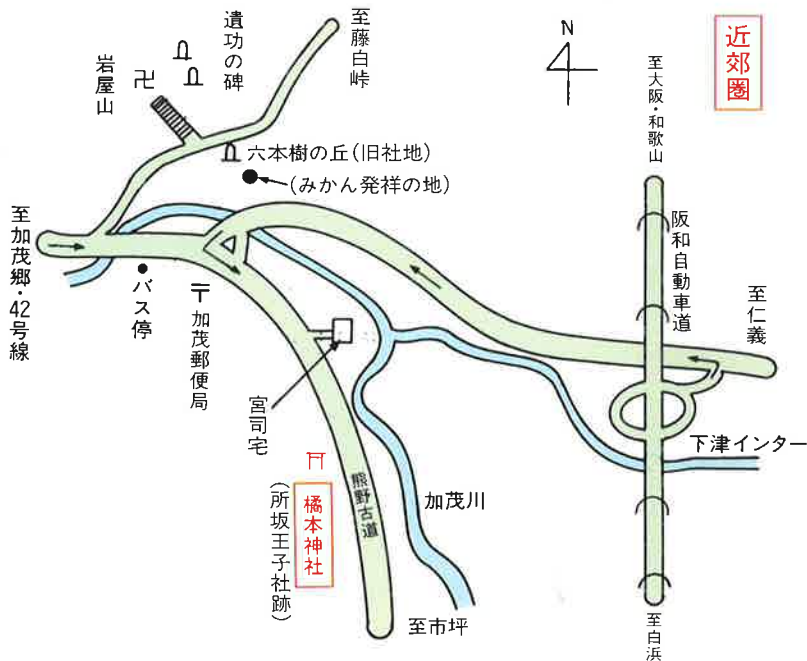 近郊圏
N
至大阪・和歌山
阪和自動車道
至仁義
下津インター
至白浜
至藤白峠
遺功の碑
卍
岩屋山
六本樹の丘(旧社地)
(みかん発祥の地)
至加茂郷・42号線
バス停
〒
加茂郵便局
宮司宅
橘本神社
(所坂王子社跡)
熊野古道
加茂川
至市坪